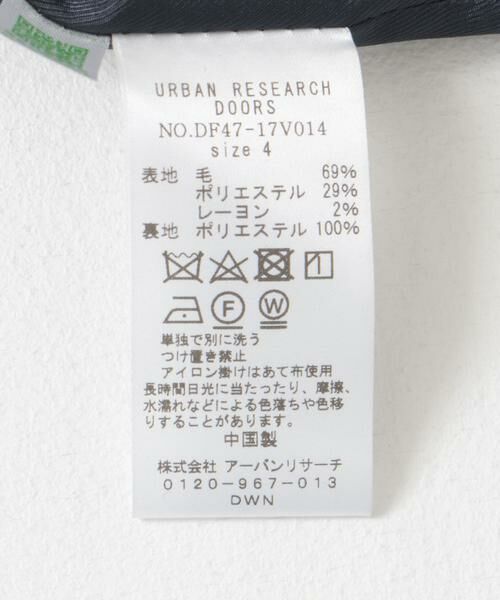 URBAN RESEARCH
DOORS
NO.DF47-17V014
size 4
表地 毛 69%
ポリエステル 29%
レーヨン 2%
裏地 ポリエステル 100%
F W
単独で別に洗う
つけ置き禁止
アイロン掛けはあて布使用
長時間日光に当たったり、摩擦、
水濡れなどによる色落ちや色移
りすることがあります。
中国製
株式会社 アーバンリサーチ
0120-967-013
DWN